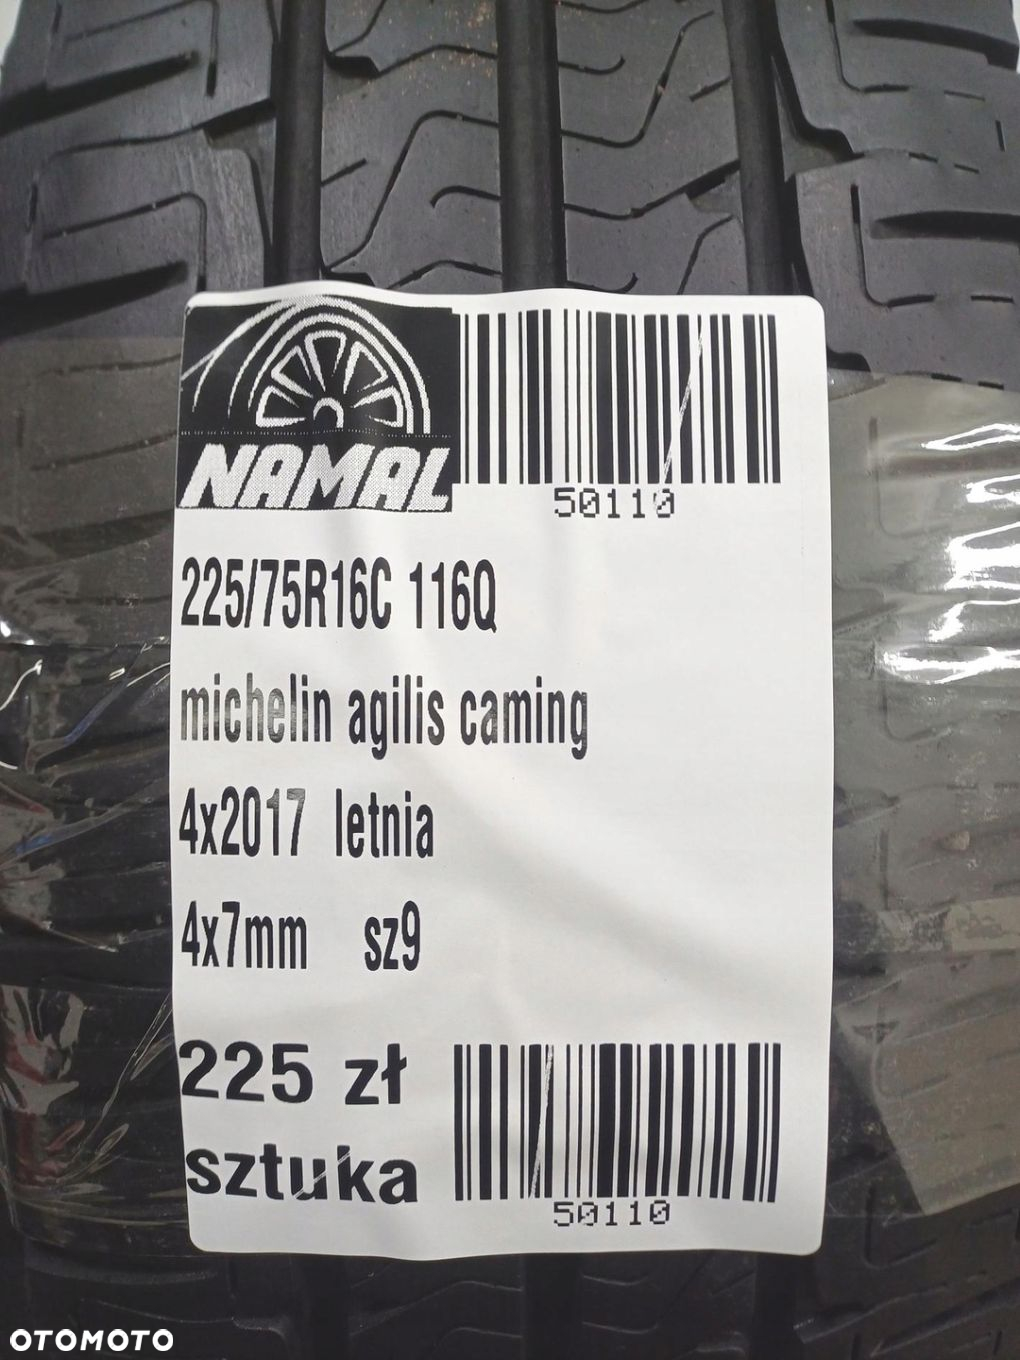 NAMAL
50110
225/75R16C 116Q
michelin agilis caming
4x2017 letnia
4x7mm sz9
225 zł
sztuka
50110
OTOMOTO